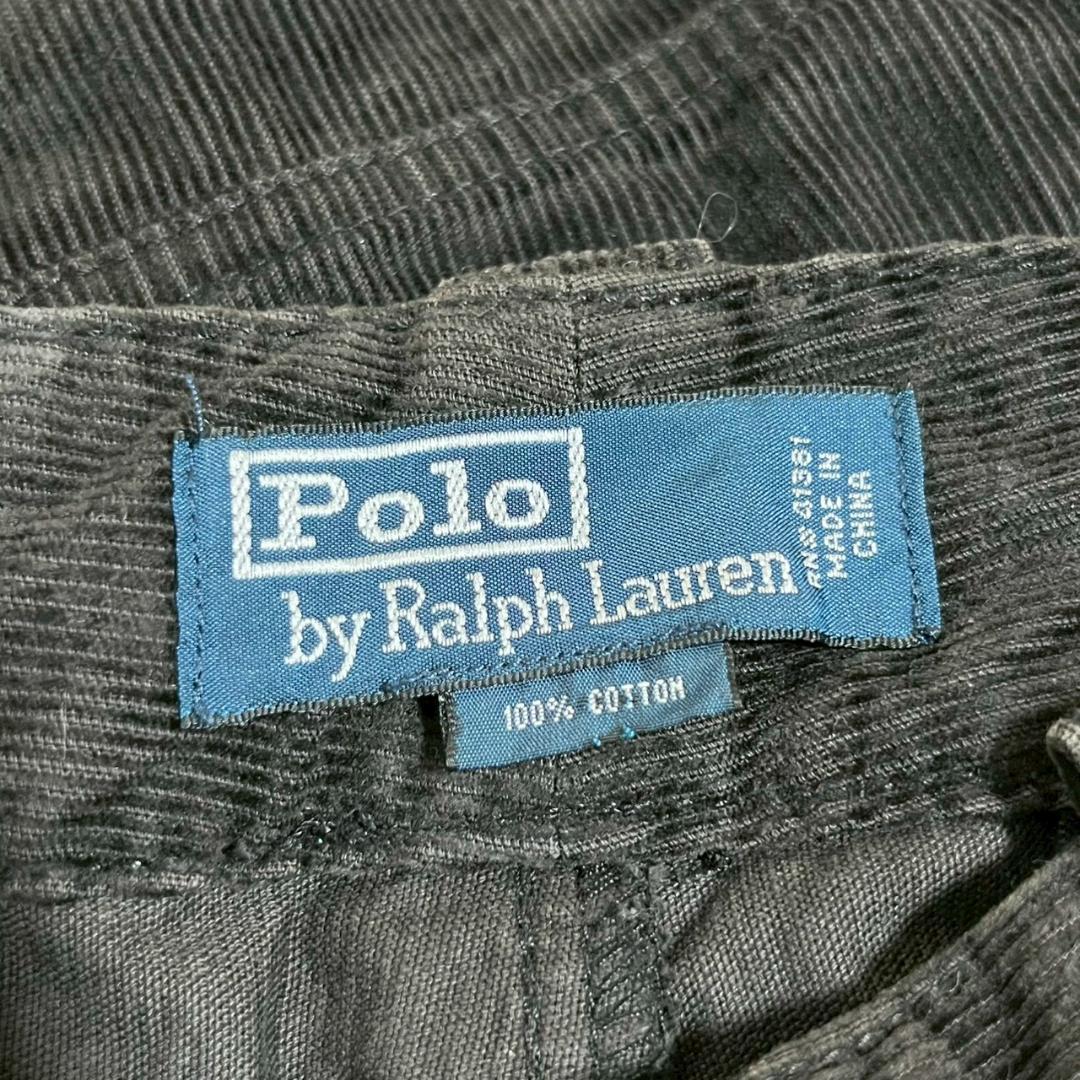 Polo
by Ralph Lauren
RN# 41381
MADE IN
CHINA
100% COTTON